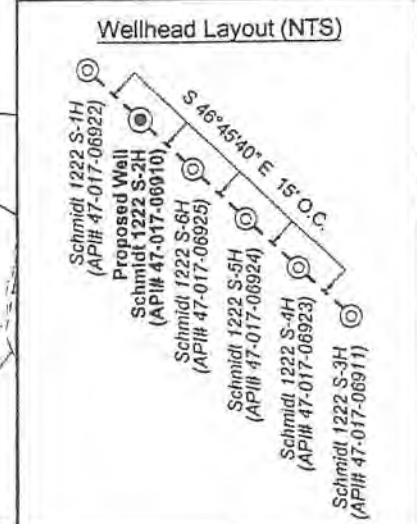 Wellhead Layout (NTS)
S 46°45'40" E 15' O.C.
Schmidt 1222 S-1H
(API# 47-017-06922)
Proposed Well
Schmidt 1222 S-2H
(API# 47-017-06910)
Schmidt 1222 S-6H
(API# 47-017-06925)
Schmidt 1222 S-5H
(API# 47-017-06924)
Schmidt 1222 S-4H
(API# 47-017-06923)
Schmidt 1222 S-3H
(API# 47-017-06911)